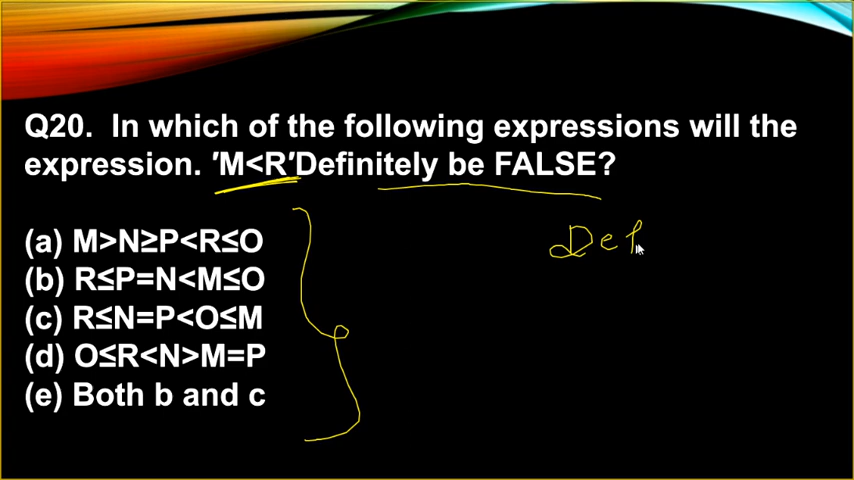 Q20.  In which of the following expressions will the
expression. ′M<R′Definitely be FALSE?
(a) M>N≥P<R≤O
(b) R≤P=N<M≤O
(c) R≤N=P<O≤M
(d) O≤R<N>M=P
(e) Both b and c
Def